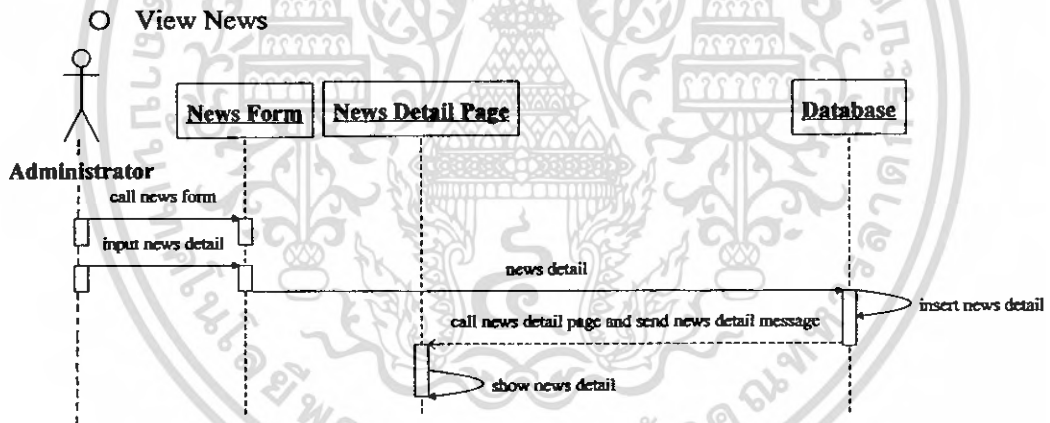 View News
News Form
News Detail Page
Database
Administrator
call news form
input news detail
news detail
insert news detail
call news detail page and send news detail message
show news detail